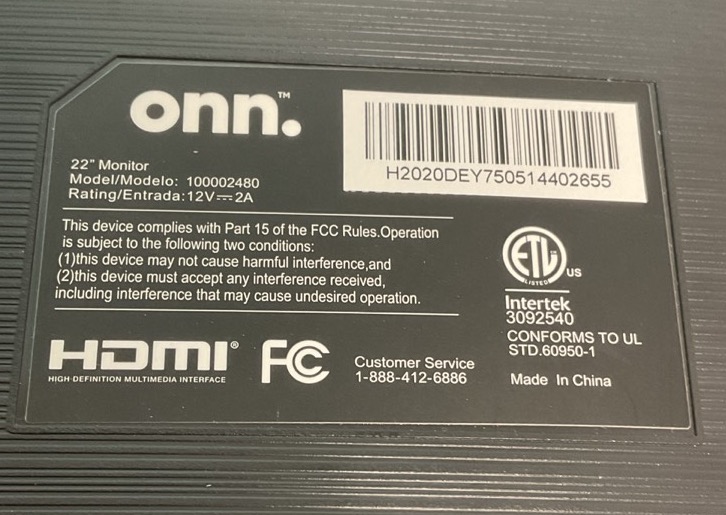 onn.™
H2020DEY750514402655
22" Monitor
Model/Modelo: 100002480
Rating/Entrada:12V⎓2A
This device complies with Part 15 of the FCC Rules.Operation
is subject to the following two conditions:
(1)this device may not cause harmful interference,and
(2)this device must accept any interference received,
including interference that may cause undesired operation.
ETL™
LISTED
US
Intertek
3092540
CONFORMS TO UL
STD.60950-1
HDMI®
HIGH-DEFINITION MULTIMEDIA INTERFACE
FC
Customer Service
1-888-412-6886
Made In China